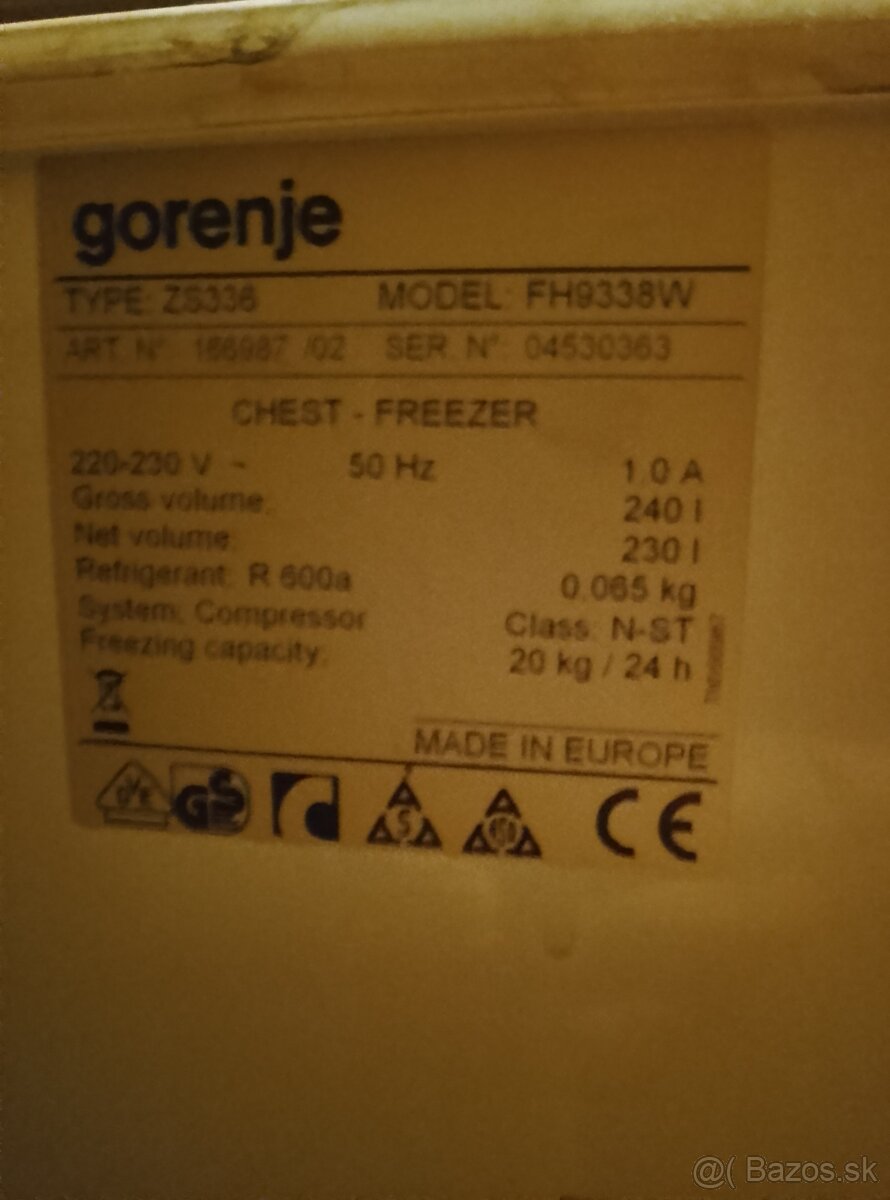 gorenje
TYPE: ZS336 MODEL: FH9338W
ART. N° 166987 /02 SER. N° 04530363
CHEST - FREEZER
220-230 V ~ 50 Hz 1.0 A
Gross volume: 240 l
Net volume: 230 l
Refrigerant: R 600a 0.065 kg
System: Compressor Class: N-ST
Freezing capacity: 20 kg / 24 h
MADE IN EUROPE
GS S CE
@( Bazos.sk